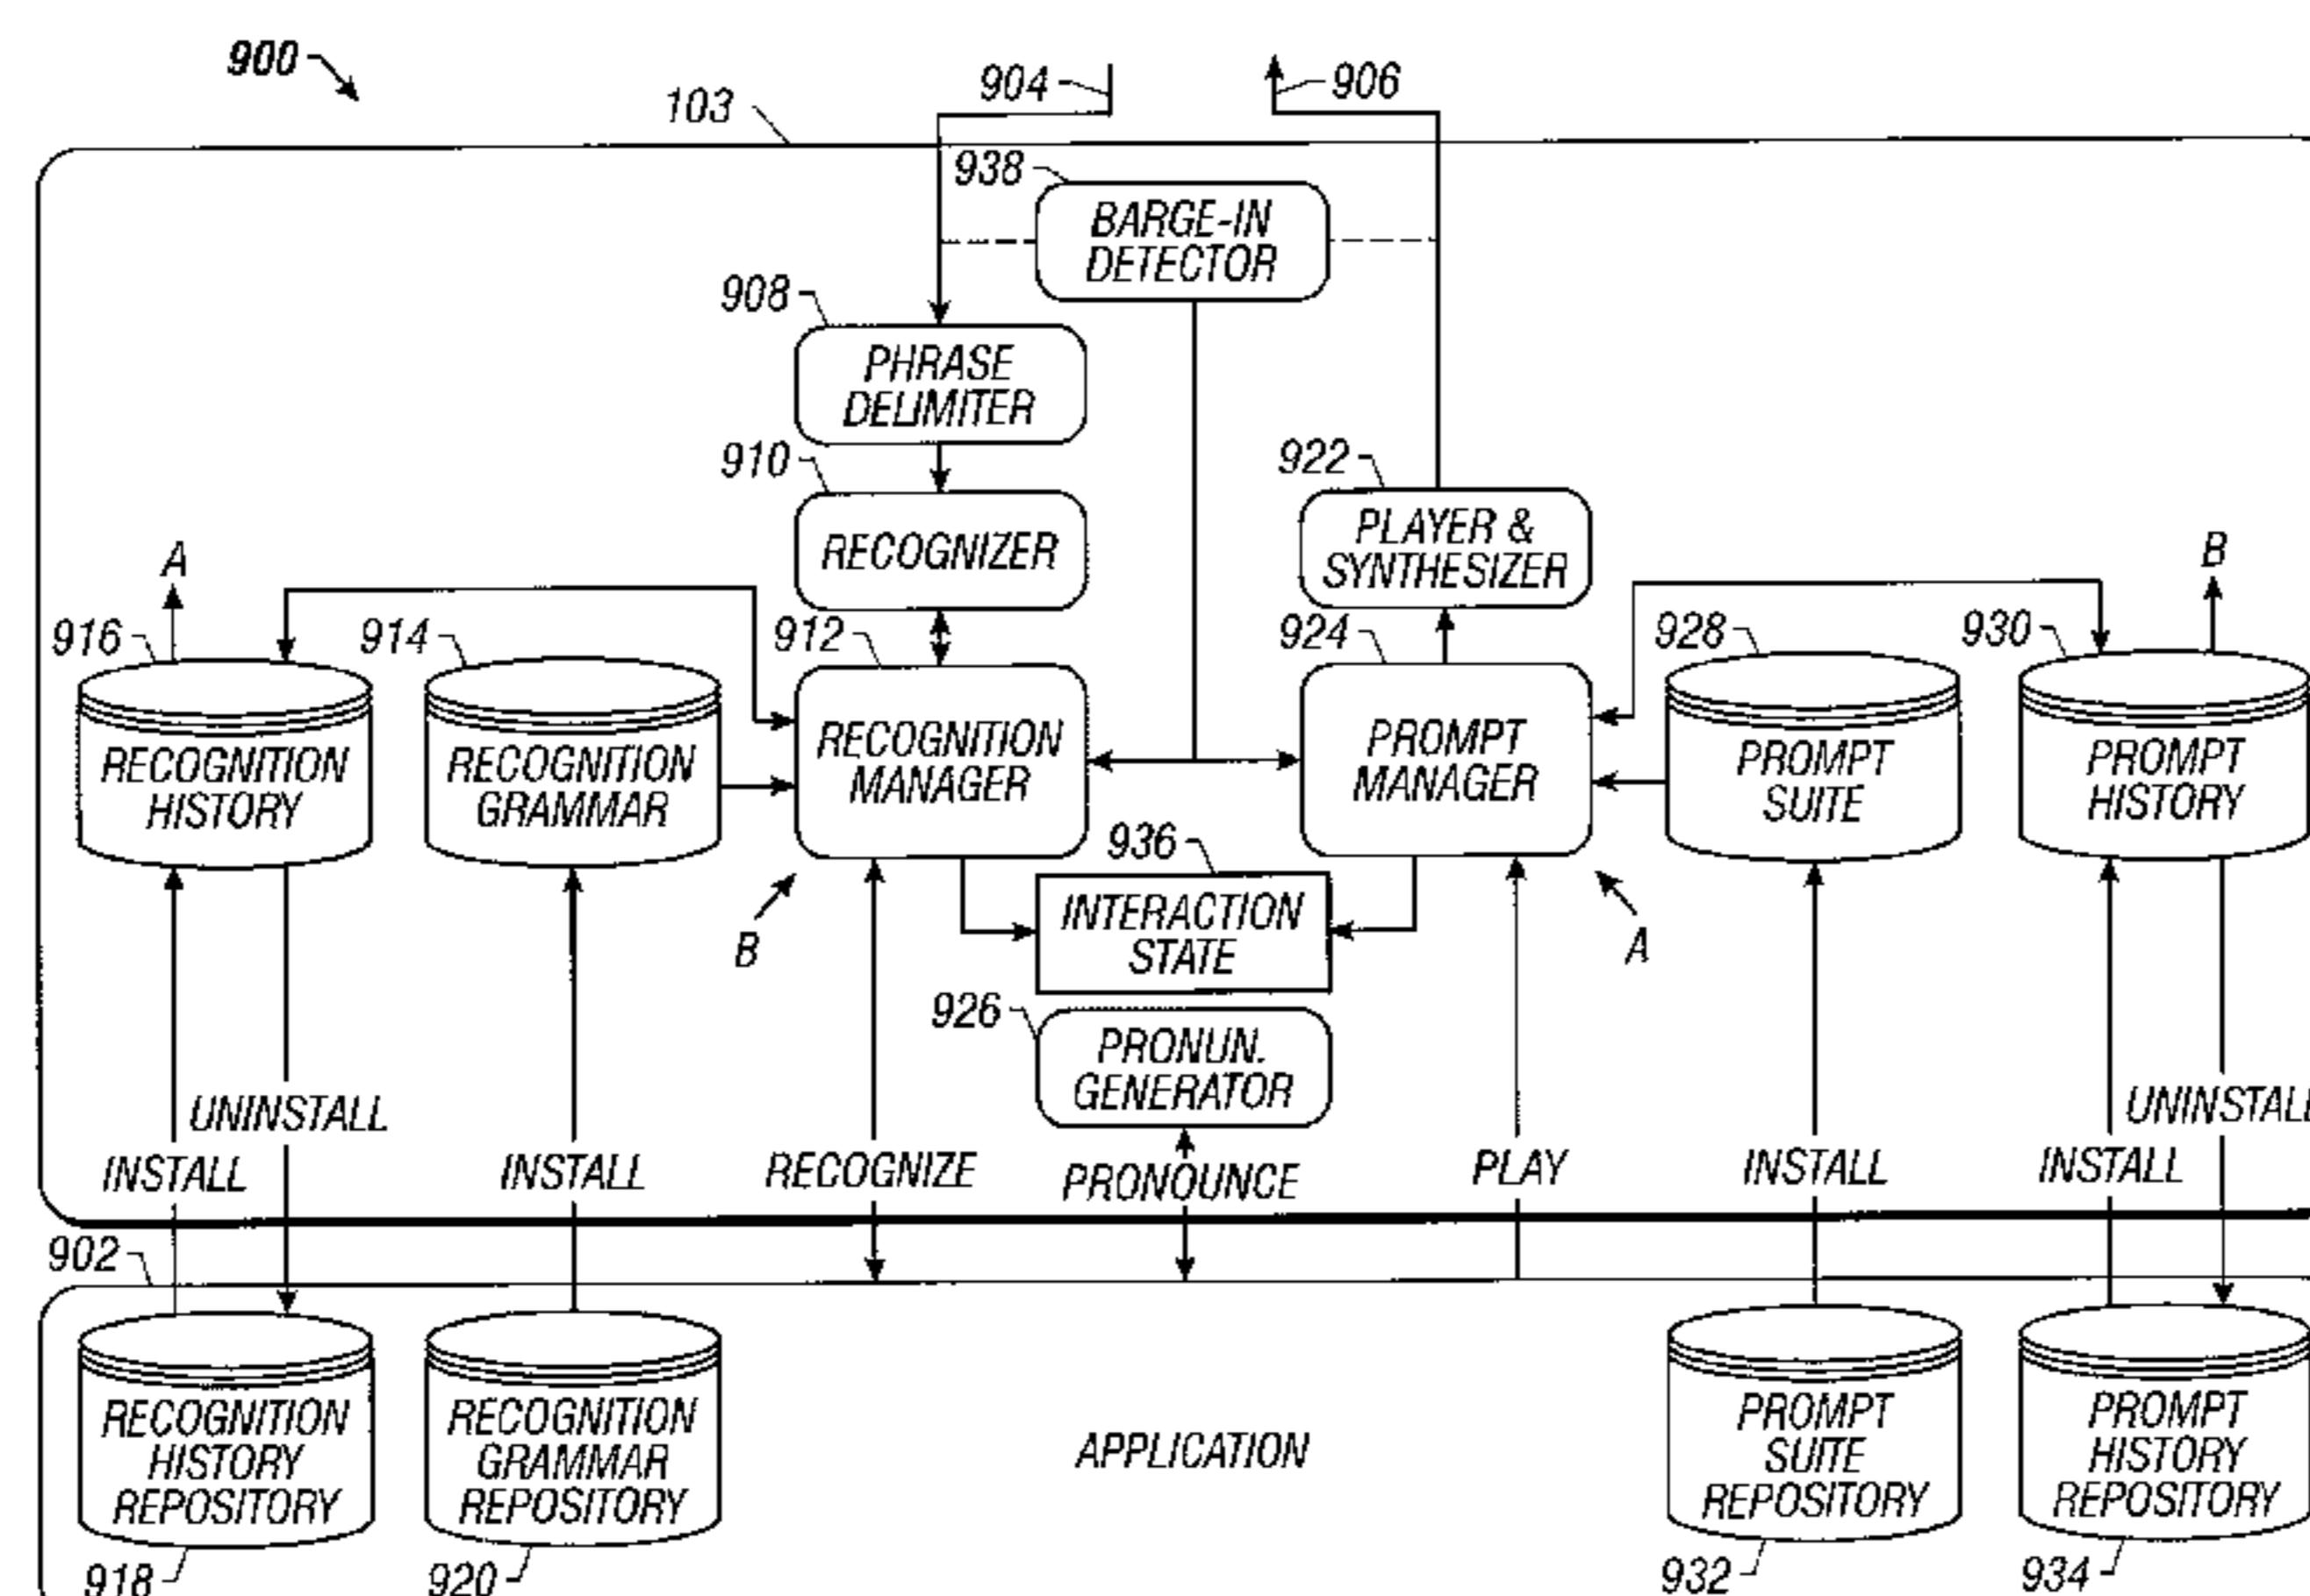 900
904
906
103
938
BARGE-IN
DETECTOR
908
PHRASE
DELIMITER
910
922
RECOGNIZER
PLAYER &
SYNTHESIZER
A
B
916
914
912
924
928
930
RECOGNITION
HISTORY
RECOGNITION
GRAMMAR
RECOGNITION
MANAGER
PROMPT
MANAGER
PROMPT
SUITE
PROMPT
HISTORY
936
INTERACTION
STATE
B
A
926
PRONUN.
GENERATOR
UNINSTALL
UNINSTALL
INSTALL
INSTALL
RECOGNIZE
PRONOUNCE
PLAY
INSTALL
INSTALL
902
RECOGNITION
HISTORY
REPOSITORY
RECOGNITION
GRAMMAR
REPOSITORY
APPLICATION
PROMPT
SUITE
REPOSITORY
PROMPT
HISTORY
REPOSITORY
918
920
932
934